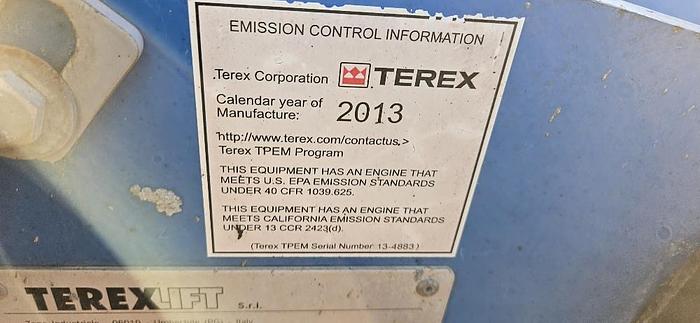 EMISSION CONTROL INFORMATION
Terex Corporation TEREX
Calendar year of
Manufacture: 2013
http://www.terex.com/contactus.>
Terex TPEM Program
THIS EQUIPMENT HAS AN ENGINE THAT
MEETS U.S. EPA EMISSION STANDARDS
UNDER 40 CFR 1039.625.
THIS EQUIPMENT HAS AN ENGINE THAT
MEETS CALIFORNIA EMISSION STANDARDS
UNDER 13 CCR 2423(d).
(Terex TPEM Serial Number 13-4883)
TEREXLIFT S.r.l.